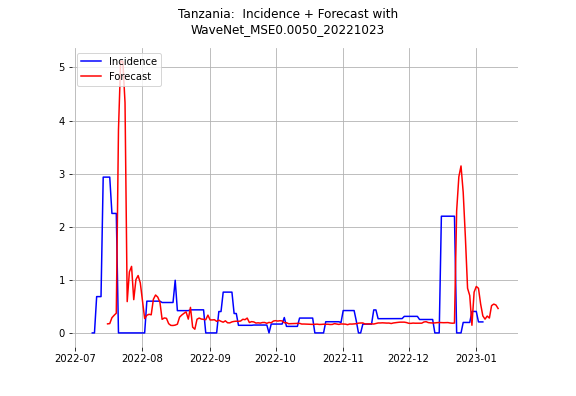 Tanzania:  Incidence + Forecast with
WaveNet_MSE0.0050_20221023
Incidence
Forecast
5
4
3
2
1
0
2022-07 2022-08 2022-09 2022-10 2022-11 2022-12 2023-01